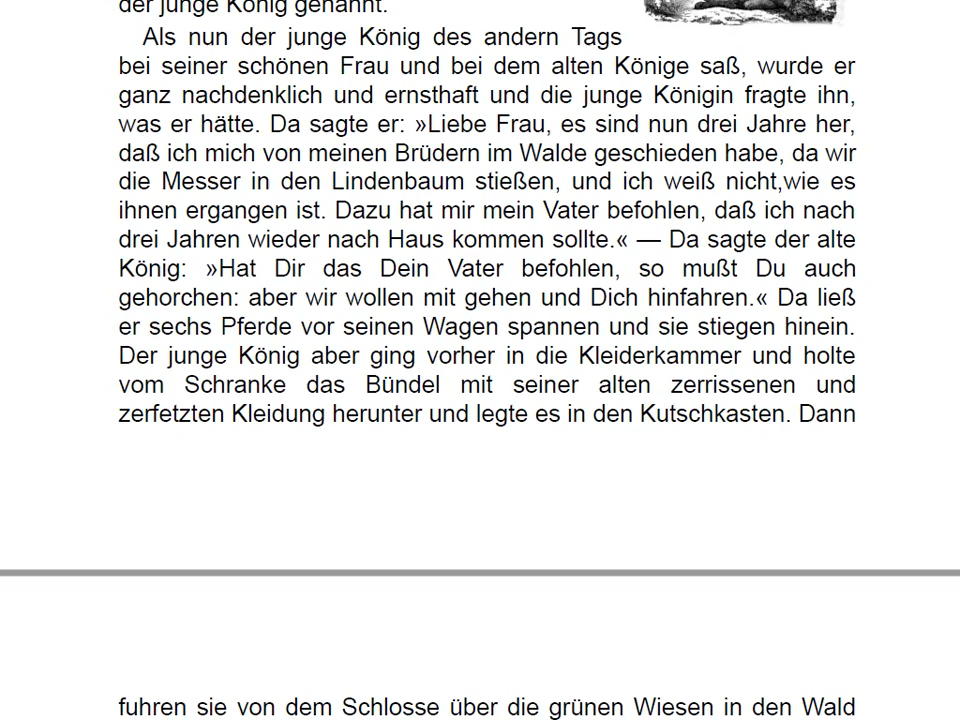 der junge König genannt.
Als nun der junge König des andern Tags
bei seiner schönen Frau und bei dem alten Könige saß, wurde er
ganz nachdenklich und ernsthaft und die junge Königin fragte ihn,
was er hätte. Da sagte er: »Liebe Frau, es sind nun drei Jahre her,
daß ich mich von meinen Brüdern im Walde geschieden habe, da wir
die Messer in den Lindenbaum stießen, und ich weiß nicht,wie es
ihnen ergangen ist. Dazu hat mir mein Vater befohlen, daß ich nach
drei Jahren wieder nach Haus kommen sollte.« — Da sagte der alte
König: »Hat Dir das Dein Vater befohlen, so mußt Du auch
gehorchen: aber wir wollen mit gehen und Dich hinfahren.« Da ließ
er sechs Pferde vor seinen Wagen spannen und sie stiegen hinein.
Der junge König aber ging vorher in die Kleiderkammer und holte
vom Schranke das Bündel mit seiner alten zerrissenen und
zerfetzten Kleidung herunter und legte es in den Kutschkasten. Dann
fuhren sie von dem Schlosse über die grünen Wiesen in den Wald